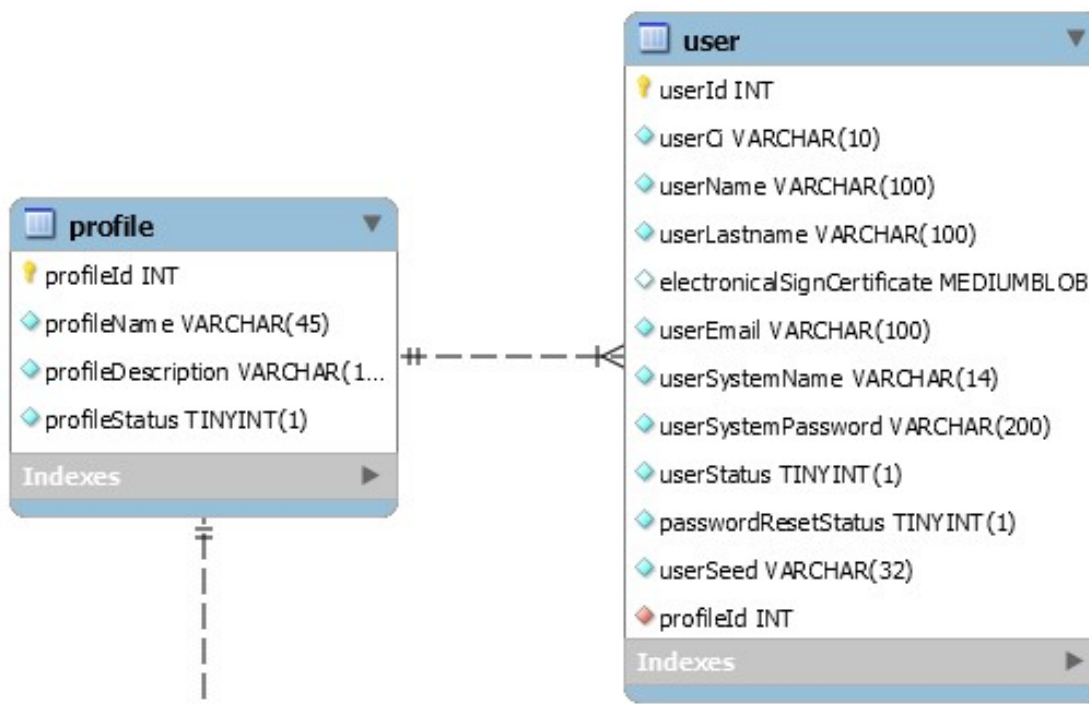 profile
profileId INT
profileName VARCHAR(45)
profileDescription VARCHAR(1...
profileStatus TINYINT(1)
Indexes
user
userId INT
userCi VARCHAR(10)
userName VARCHAR(100)
userLastname VARCHAR(100)
electronicalSignCertificate MEDIUMBLOB
userEmail VARCHAR(100)
userSystemName VARCHAR(14)
userSystemPassword VARCHAR(200)
userStatus TINYINT(1)
passwordResetStatus TINYINT(1)
userSeed VARCHAR(32)
profileId INT
Indexes